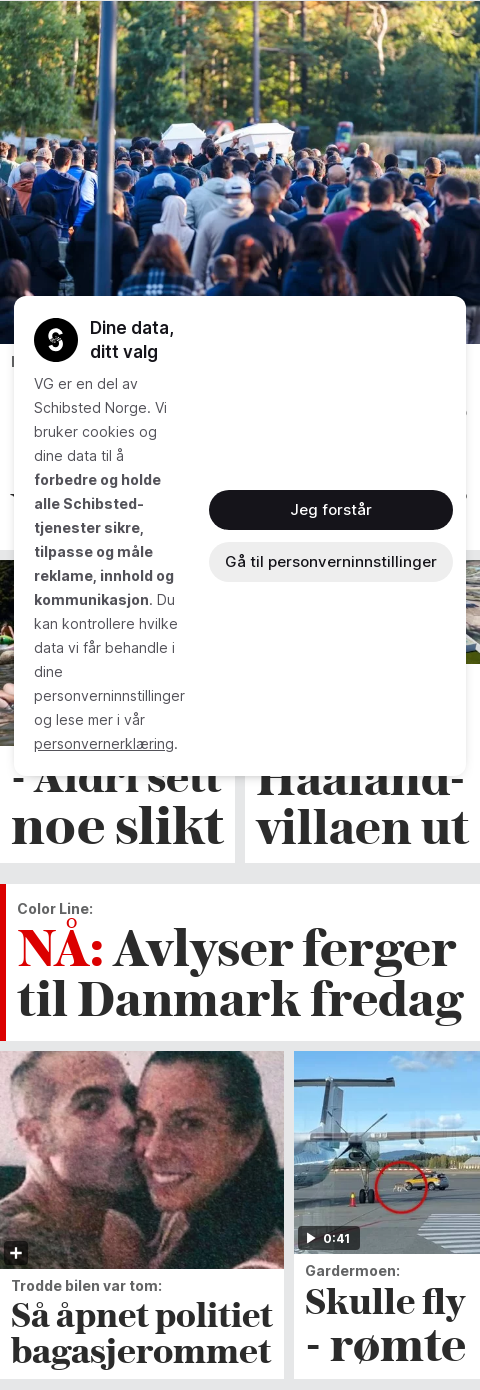 Dine data,
ditt valg
VG er en del av
Schibsted Norge. Vi
bruker cookies og
dine data til å
forbedre og holde
alle Schibsted-
tjenester sikre,
tilpasse og måle
reklame, innhold og
kommunikasjon. Du
kan kontrollere hvilke
data vi får behandle i
dine
personverninnstillinger
og lese mer i vår
personvernerklæring.
Jeg forstår
Gå til personverninnstillinger
- Aldri sett
noe slikt
Haaland-
villaen ut
Color Line:
NÅ: Avlyser ferger
til Danmark fredag
Trodde bilen var tom:
Så åpnet politiet
bagasjerommet
0:41
Gardermoen:
Skulle fly
- rømte